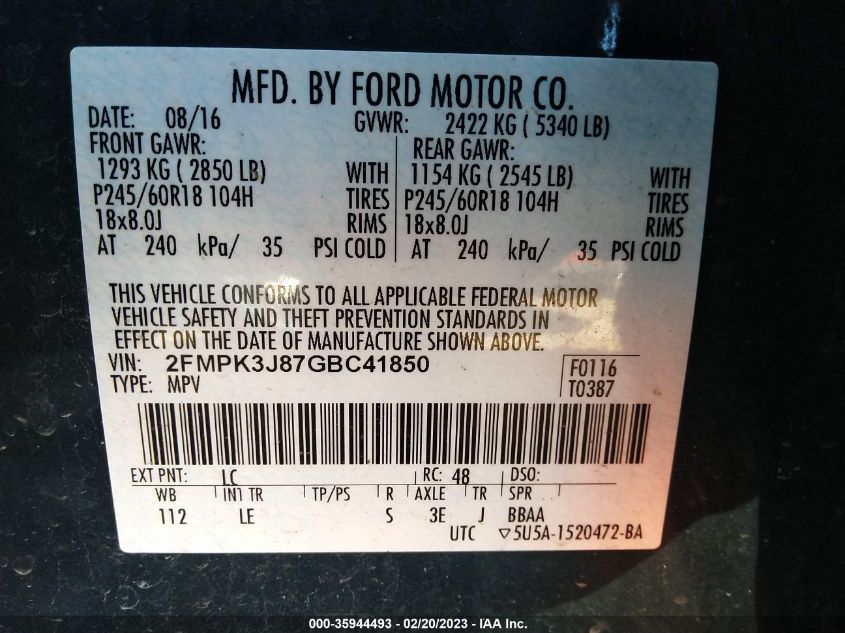 MFD. BY FORD MOTOR CO.
DATE: 08/16 GVWR: 2422 KG ( 5340 LB)
FRONT GAWR: REAR GAWR:
1293 KG ( 2850 LB) WITH 1154 KG ( 2545 LB) WITH
P245/60R18 104H TIRES P245/60R18 104H TIRES
18x8.0J RIMS 18x8.0J RIMS
AT 240 kPa/ 35 PSI COLD AT 240 kPa/ 35 PSI COLD
THIS VEHICLE CONFORMS TO ALL APPLICABLE FEDERAL MOTOR
VEHICLE SAFETY AND THEFT PREVENTION STANDARDS IN
EFFECT ON THE DATE OF MANUFACTURE SHOWN ABOVE.
VIN: 2FMPK3J87GBC41850 F0116
TYPE: MPV T0387
EXT PNT: LC RC: 48 DSO:
WB INT TR TP/PS R AXLE TR SPR
112 LE S 3E J BBAA
UTC ▽5U5A-1520472-BA
000-35944493 - 02/20/2023 - IAA Inc.